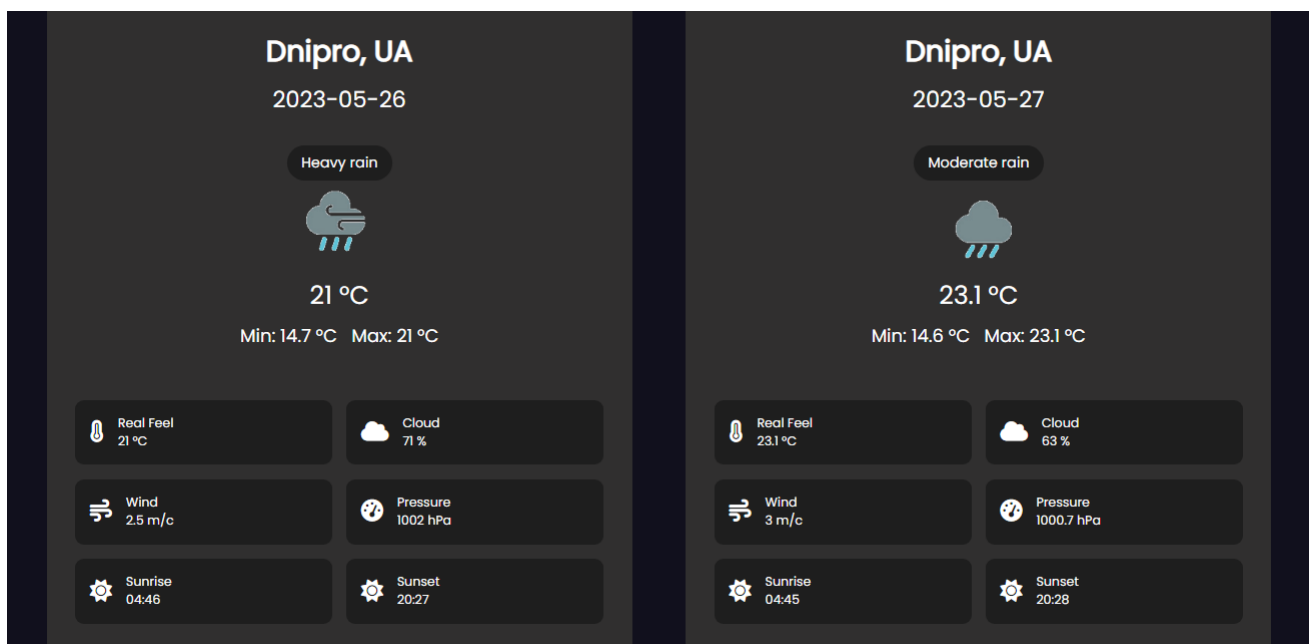 Dnipro, UA
2023-05-26
Heavy rain
21 °C
Min: 14.7 °C Max: 21 °C
Real Feel
21 °C
Cloud
71 %
Wind
2.5 m/c
Pressure
1002 hPa
Sunrise
04:46
Sunset
20:27
Dnipro, UA
2023-05-27
Moderate rain
23.1 °C
Min: 14.6 °C Max: 23.1 °C
Real Feel
23.1 °C
Cloud
63 %
Wind
3 m/c
Pressure
1000.7 hPa
Sunrise
04:45
Sunset
20:28